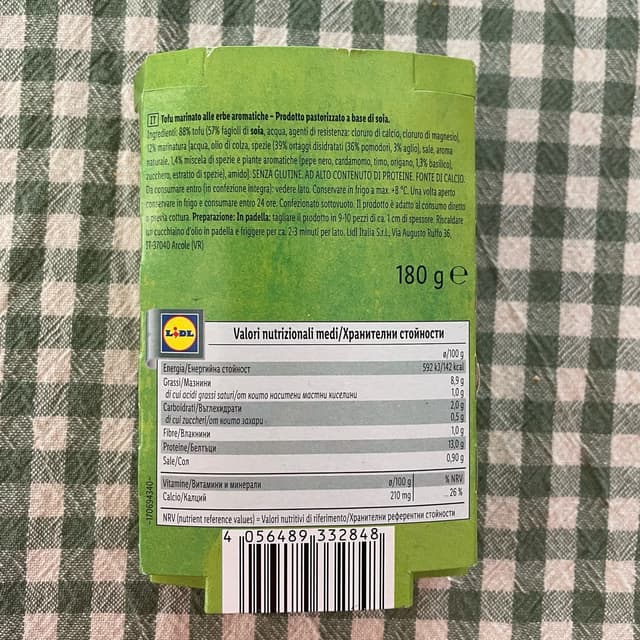 IT Tofu marinato alle erbe aromatiche – Prodotto pastorizzato a base di soia.
Ingredienti: 88% tofu (57% fagioli di soia, acqua, agenti di resistenza: cloruro di calcio, cloruro di magnesio),
12% marinatura [acqua, olio di colza, spezie (39% ortaggi disidratati (36% pomodori, 3% aglio), sale, aroma
naturale, 1,4% miscela di spezie e piante aromatiche (pepe nero, cardamomo, timo, origano, 1,3% basilico),
zucchero, estratto di spezie), amido]. SENZA GLUTINE. AD ALTO CONTENUTO DI PROTEINE. FONTE DI CALCIO.
Da consumare entro (in confezione integra): vedere lato. Conservare in frigo a max. +8 °C. Una volta aperto
conservare in frigo e consumare entro 24 ore. Confezionato sottovuoto. Il prodotto è adatto al consumo diretto
o previa cottura. Preparazione: In padella: tagliare il prodotto in 9-10 pezzi di ca. 1 cm di spessore. Riscaldare
un cucchiaino d'olio in padella e friggere per ca. 2-3 minuti per lato. Lidl Italia S.r.l., Via Augusto Ruffo 36,
IT-37040 Arcole (VR)
180 g e
LIDL
Valori nutrizionali medi/Хранителни стойности
ø/100 g
Energia/Енергийна стойност 592 kJ/142 kcal
Grassi/Мазнини 8,9 g
di cui acidi grassi saturi/от които наситени мастни киселини 1,0 g
Carboidrati/Въглехидрати 2,0 g
di cui zuccheri/от които захари 0,5 g
Fibre/Влакнини 1,0 g
Proteine/Белтъци 13,0 g
Sale/Сол 0,90 g
Vitamine/Витамини и минерали ø/100 g % NRV
Calcio/Калций 210 mg ... 26 %
NRV (nutrient reference values) = Valori nutritivi di riferimento/Хранителни референтни стойности
-170694340-
4 056489 332848